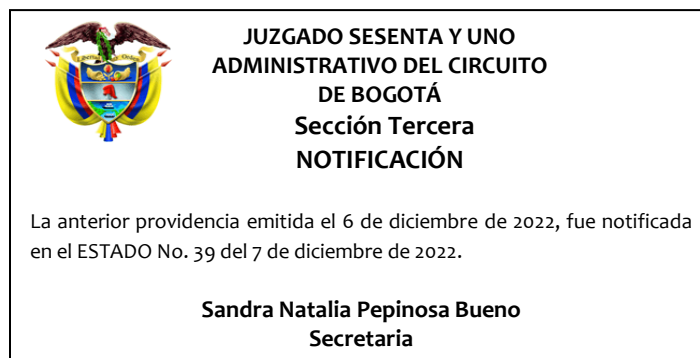 JUZGADO SESENTA Y UNO
ADMINISTRATIVO DEL CIRCUITO
DE BOGOTÁ
Sección Tercera
NOTIFICACIÓN
La anterior providencia emitida el 6 de diciembre de 2022, fue notificada
en el ESTADO No. 39 del 7 de diciembre de 2022.
Sandra Natalia Pepinosa Bueno
Secretaria